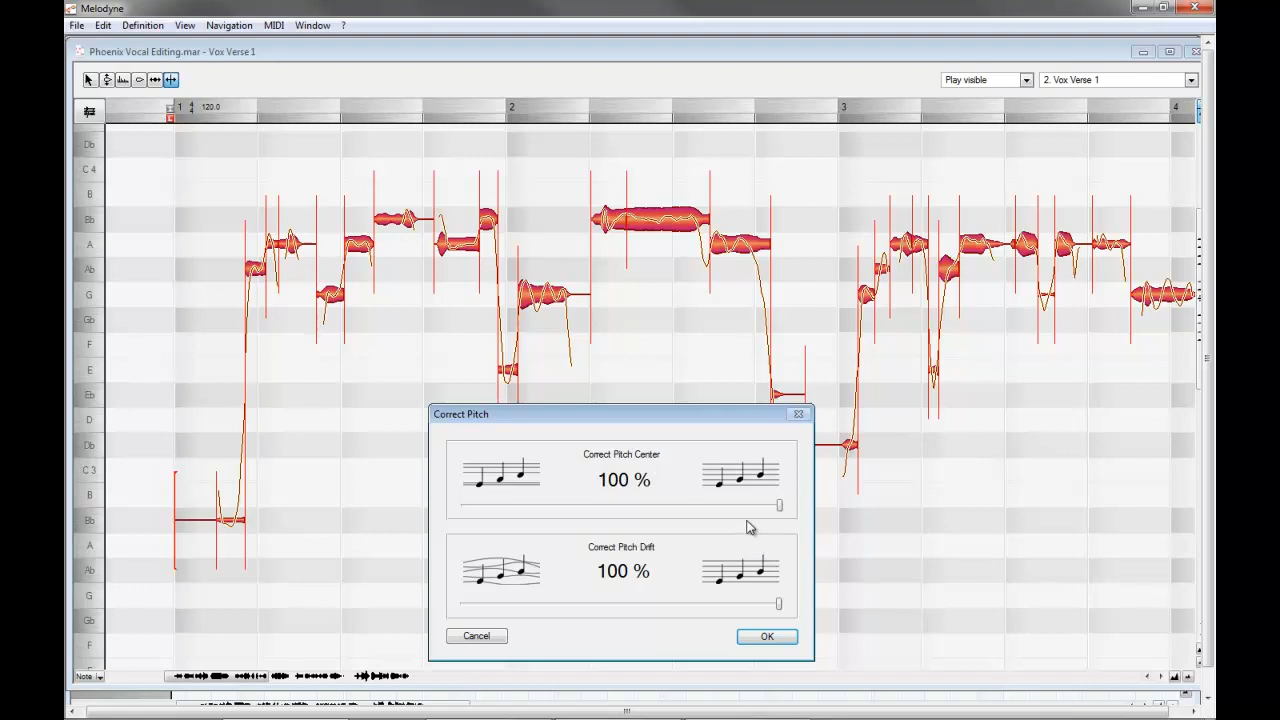 Melodyne
File Edit Definition View Navigation MIDI Window ?
Phoenix Vocal Editing.mar - Vox Verse 1
Play visible
2. Vox Verse 1
1 4 4 120.0 2 3 4
Db
C 4
B
Bb
A
Ab
G
Gb
F
E
Eb
D
Db
C 3
B
Bb
A
Ab
G
Gb
F
Correct Pitch
Correct Pitch Center
100 %
Correct Pitch Drift
100 %
Cancel
OK
Note